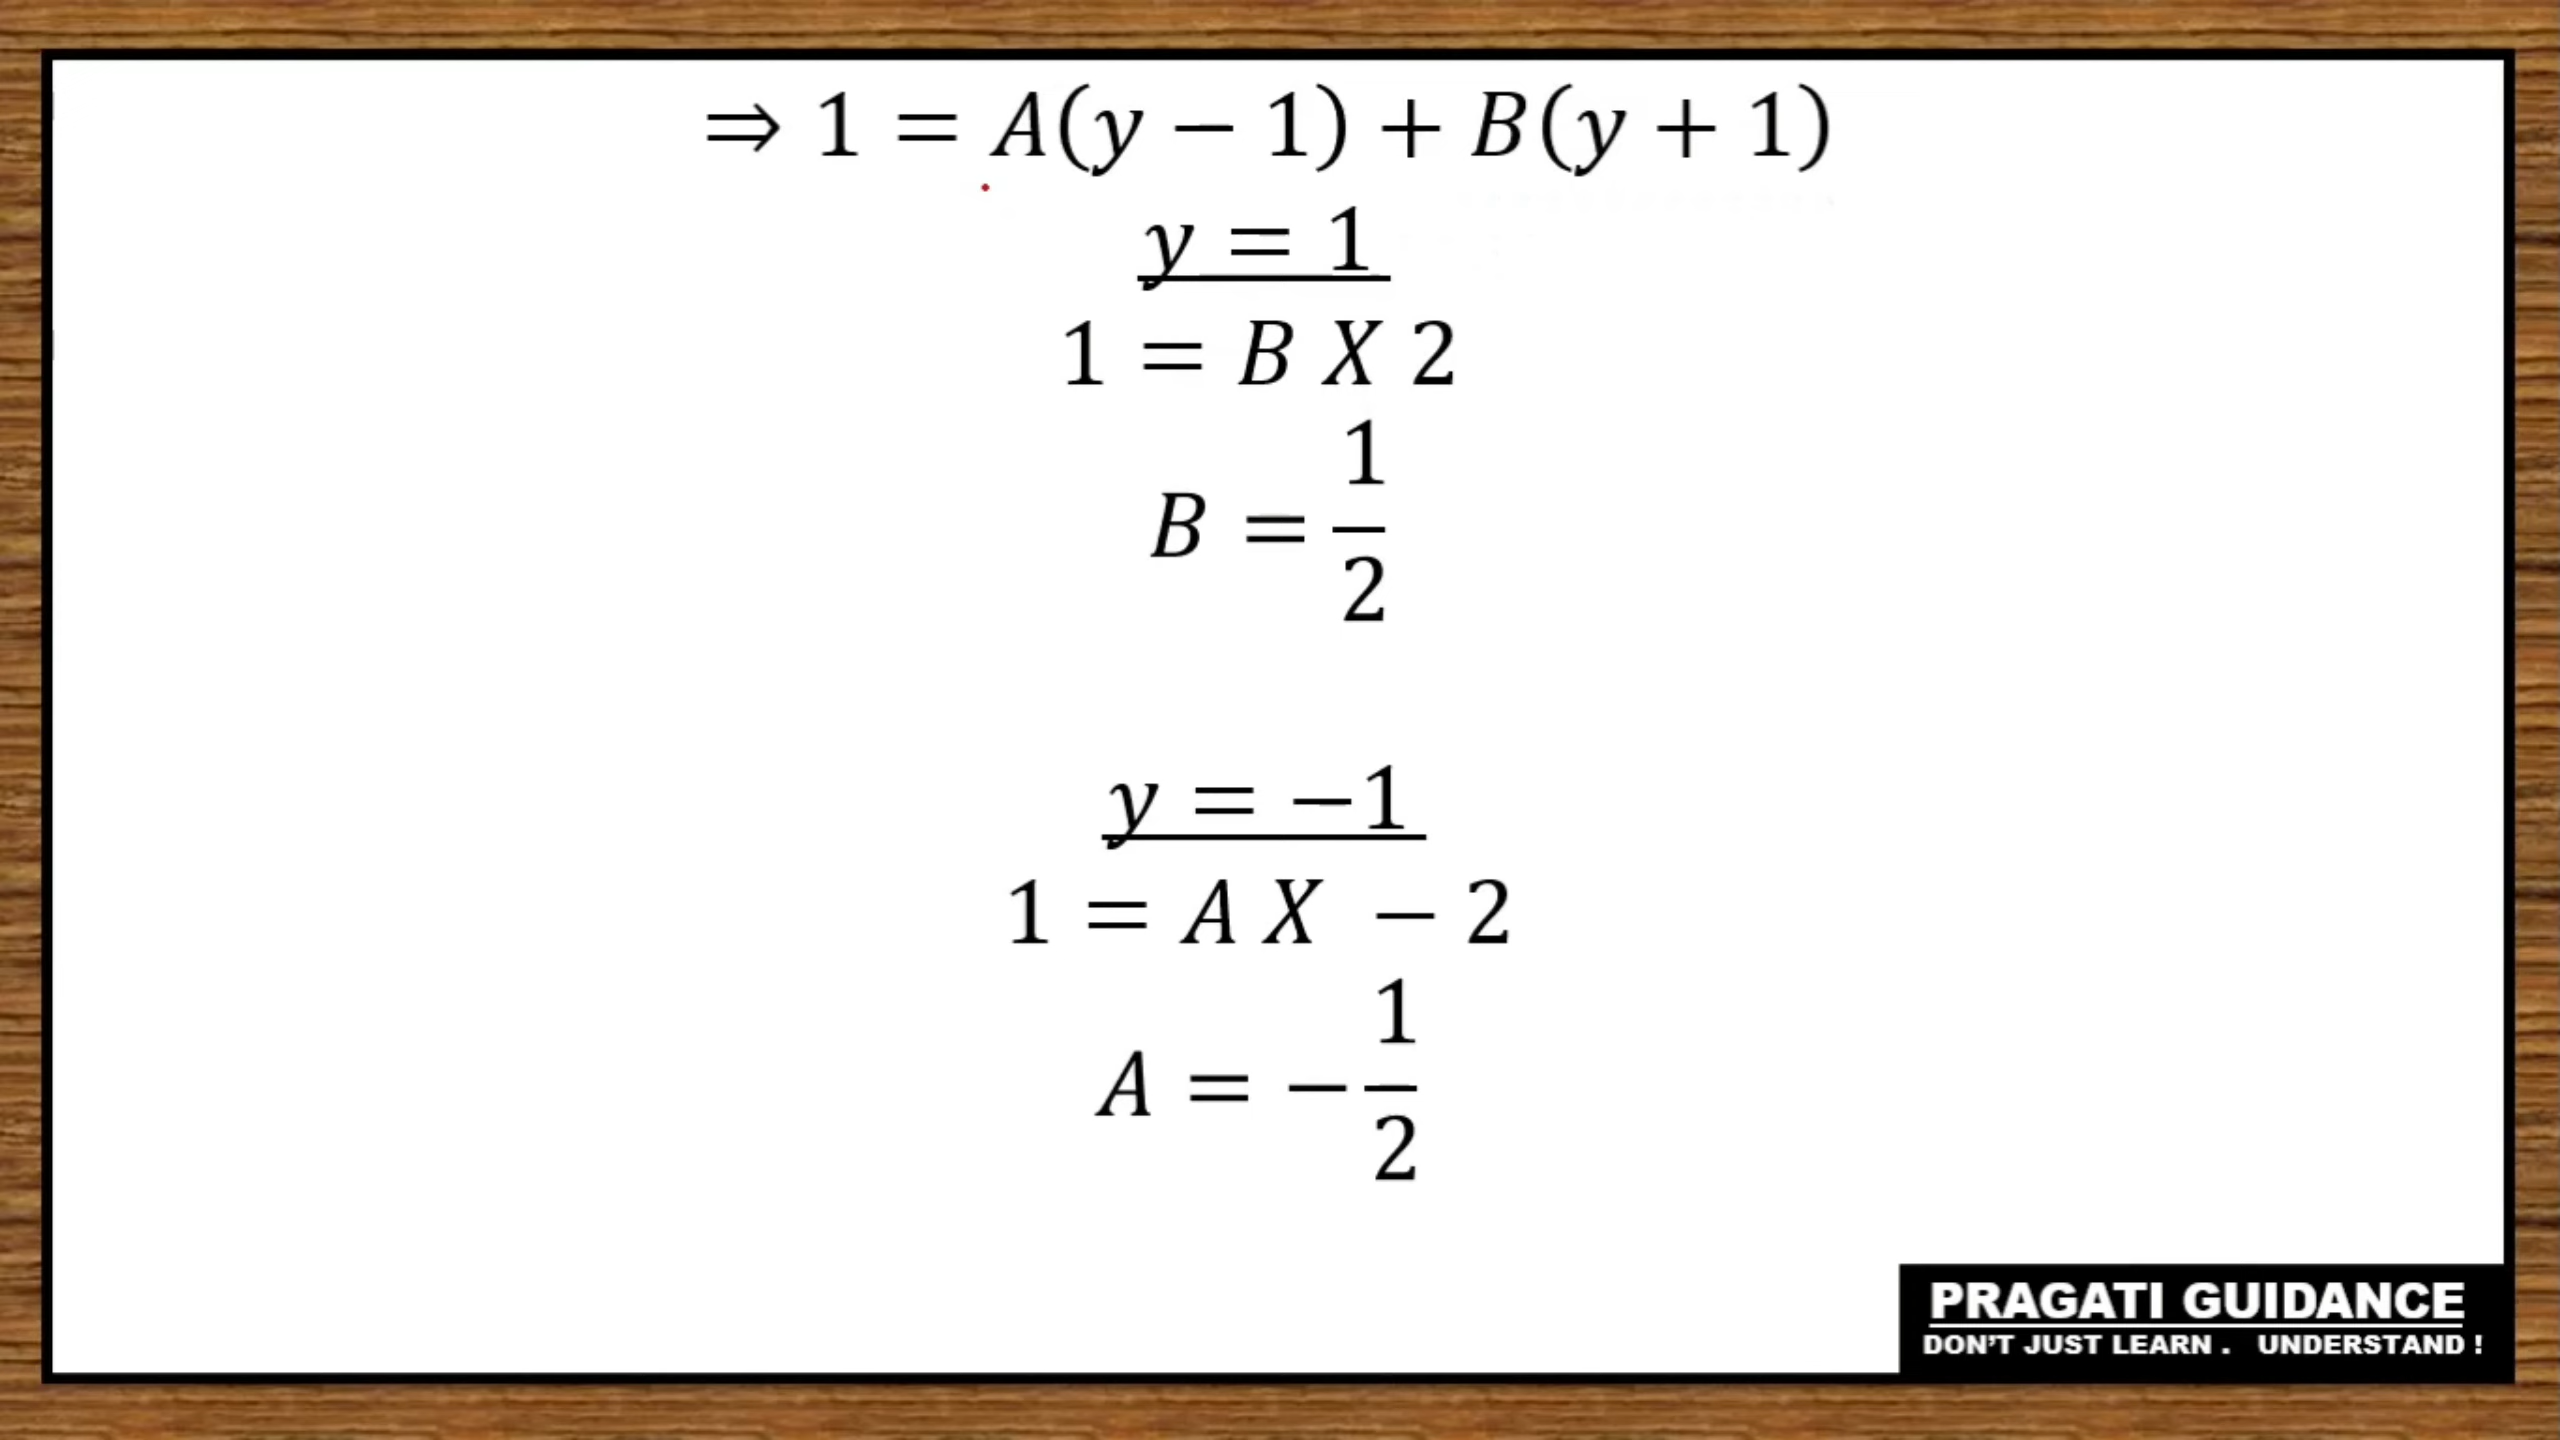 ⇒ 1 = A(y − 1) + B(y + 1)
y = 1
1 = B X 2
B = 1/2
y = −1
1 = A X − 2
A = −1/2
PRAGATI GUIDANCE
DON'T JUST LEARN . UNDERSTAND !